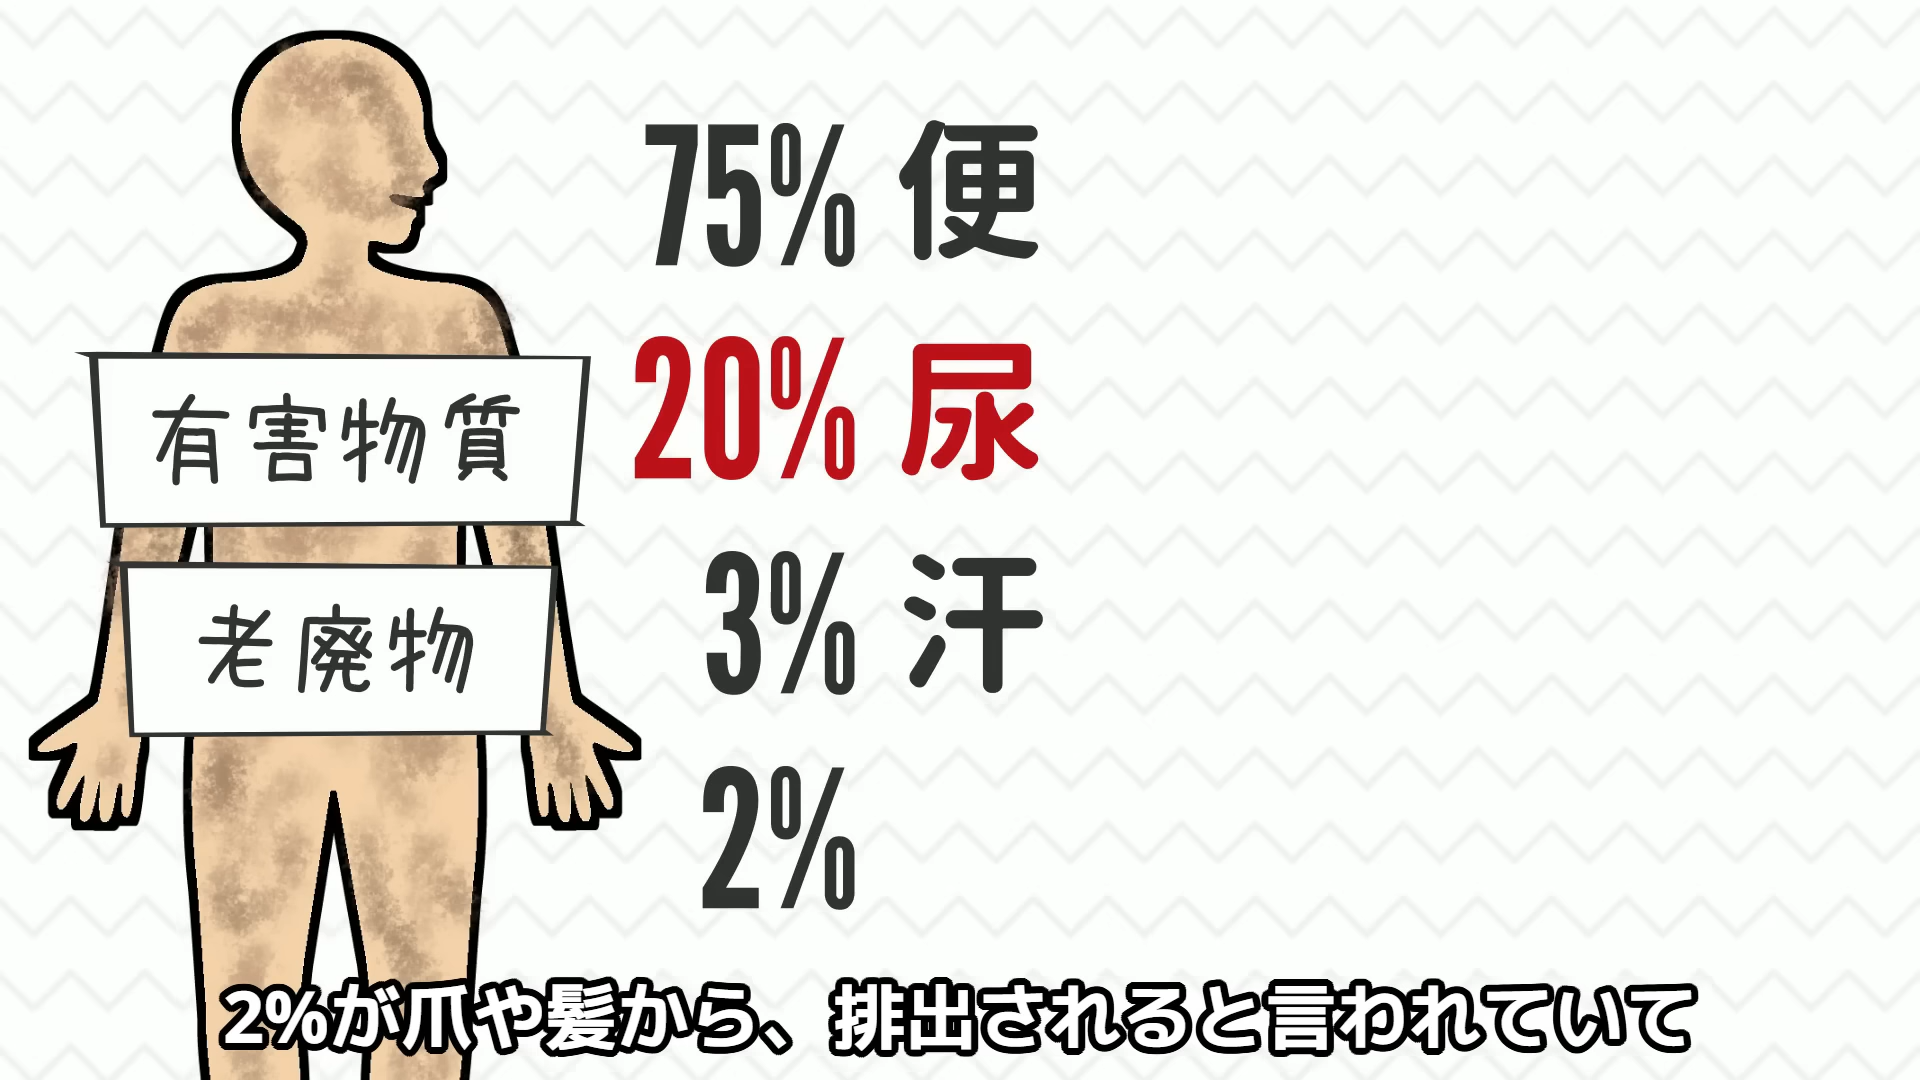 有害物質
老廃物
75% 便
20% 尿
3% 汗
2%
2%が爪や髪から、排出されると言われていて